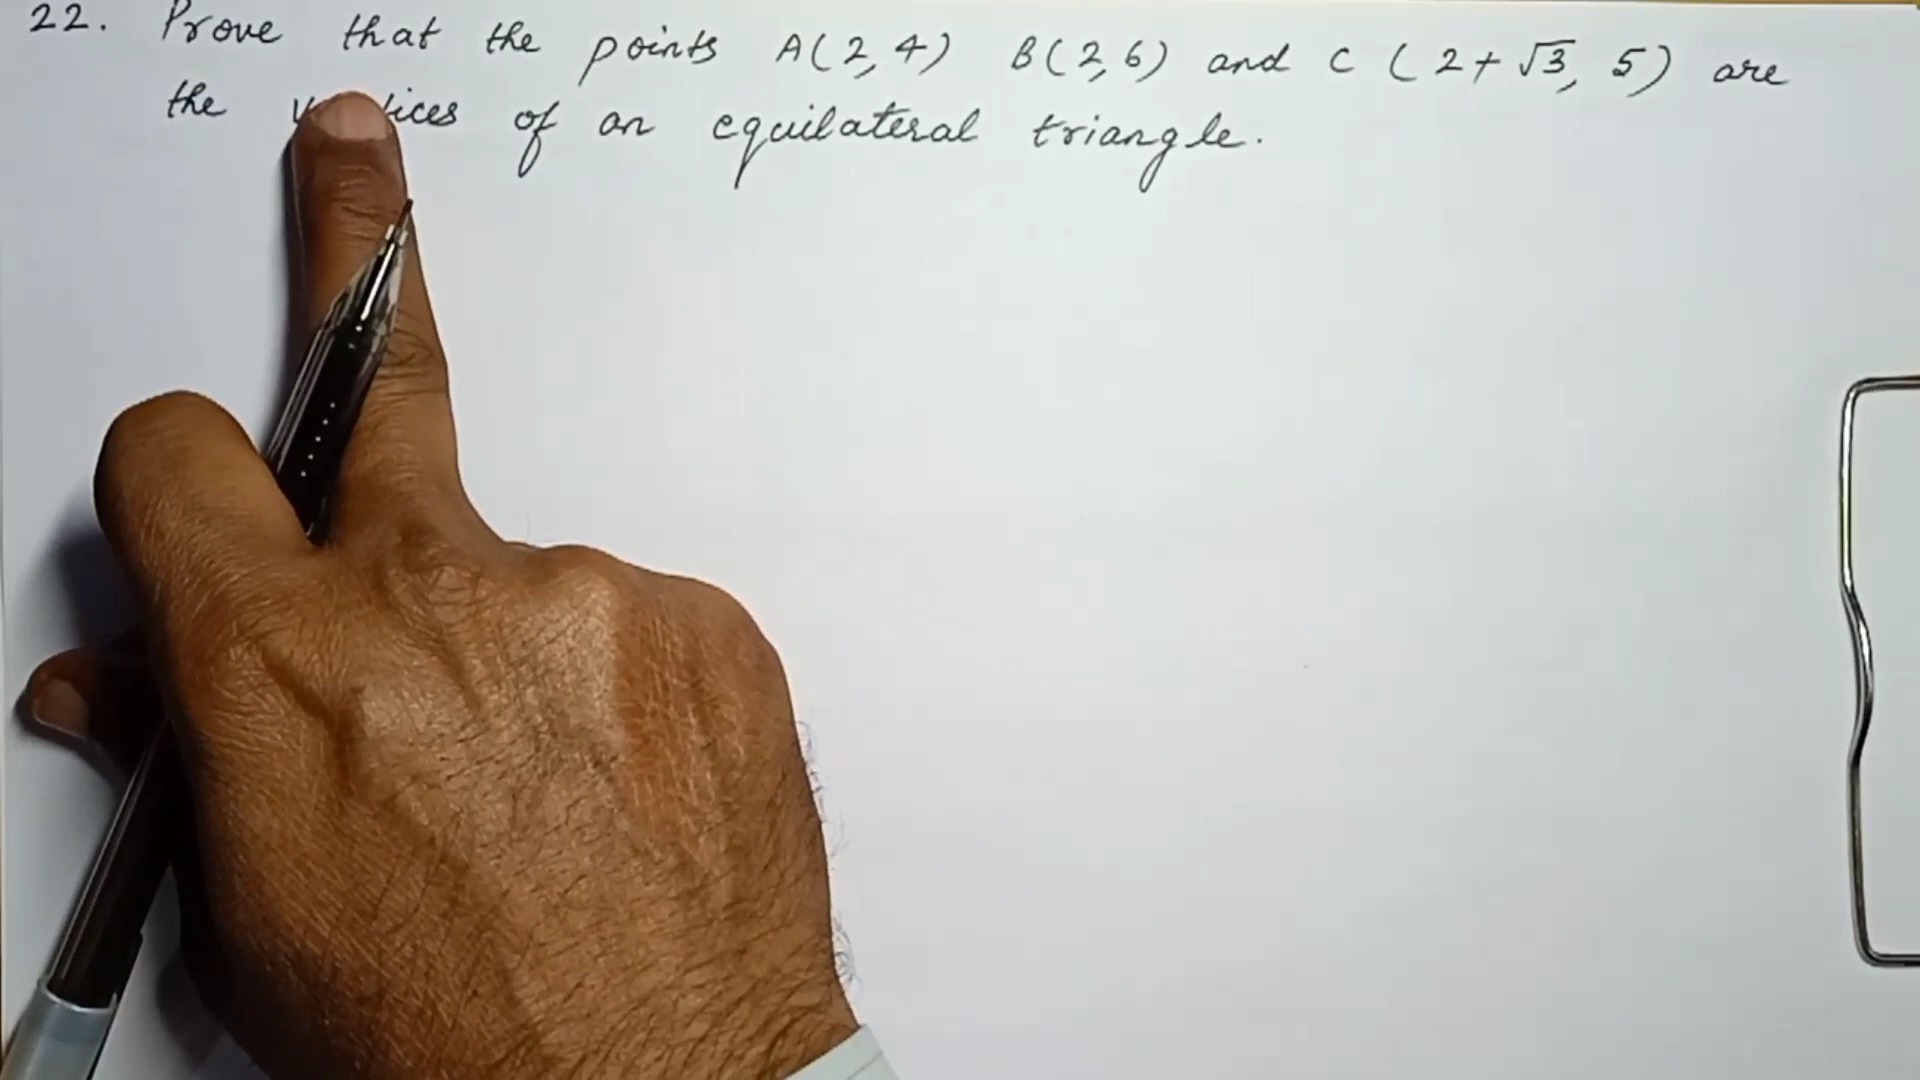 22. Prove that the points A(2,4) B(2,6) and C (2+√3, 5) are
the of an equilateral triangle.